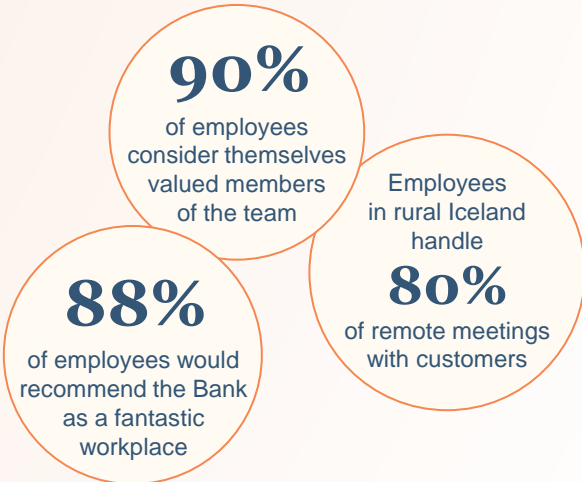 90%
of employees
consider themselves
valued members
of the team
Employees
in rural Iceland
handle
80%
of remote meetings
with customers
88%
of employees would
recommend the Bank
as a fantastic
workplace